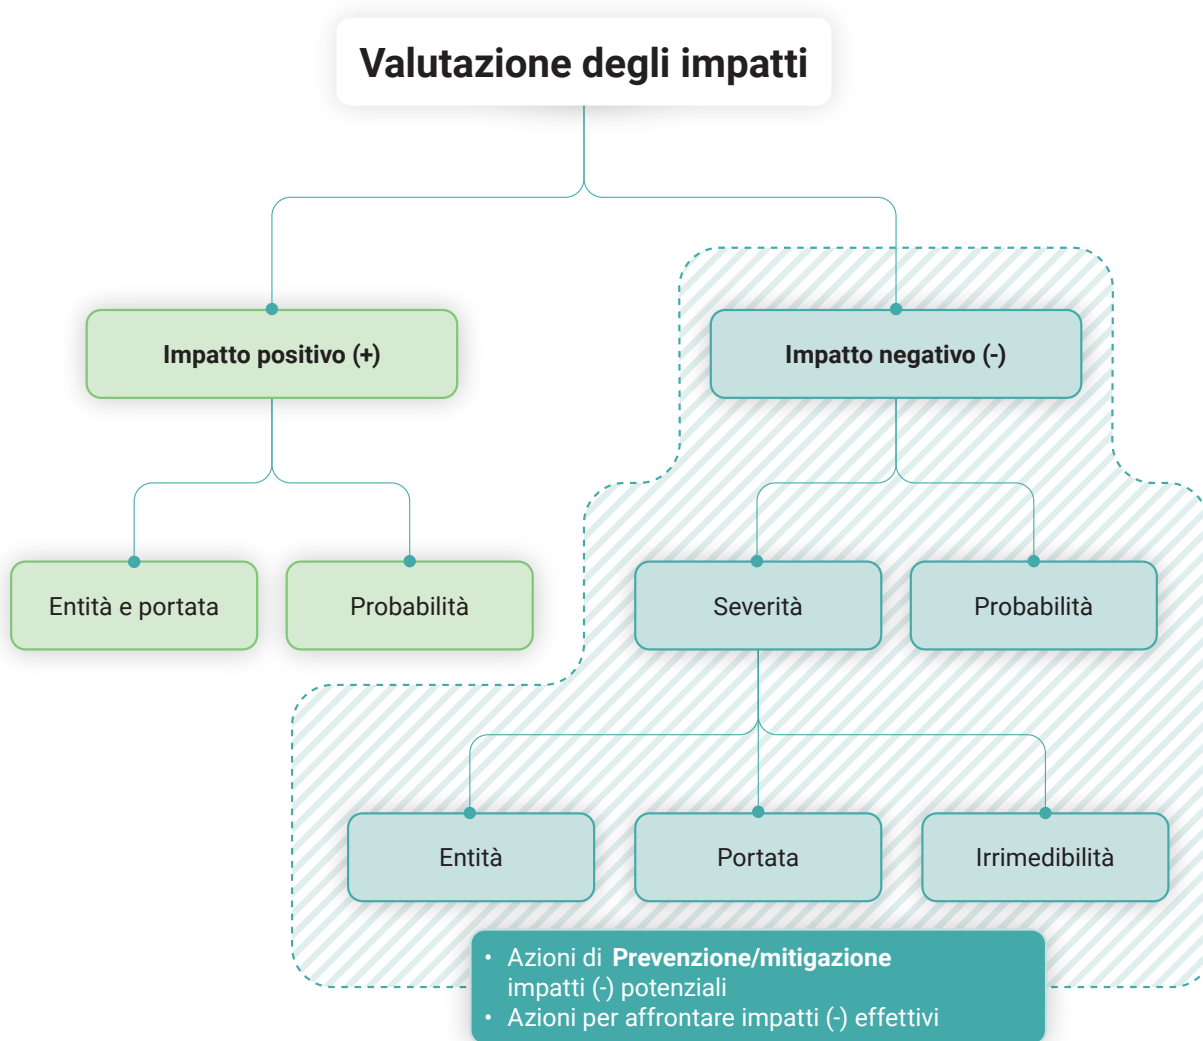 Valutazione degli impatti
Impatto positivo (+)
Impatto negativo (-)
Entità e portata
Probabilità
Severità
Probabilità
Entità
Portata
Irrimedibilità
• Azioni di Prevenzione/mitigazione
impatti (-) potenziali
• Azioni per affrontare impatti (-) effettivi